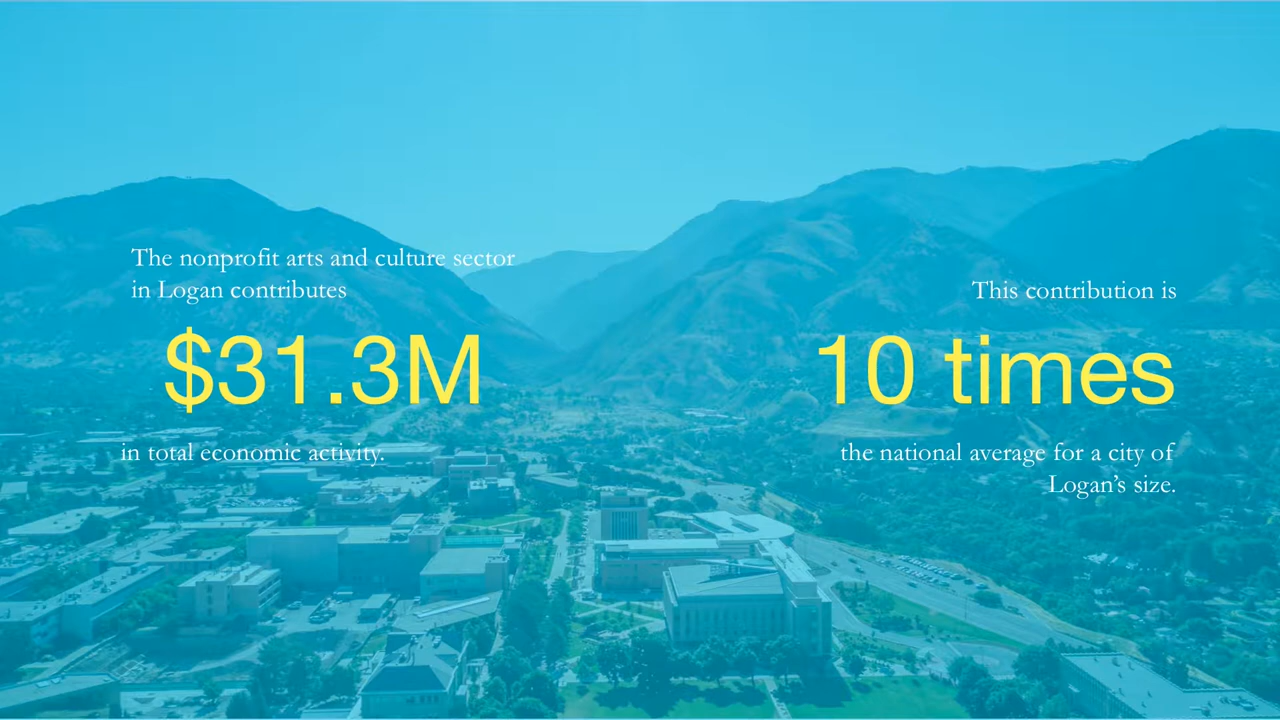 The nonprofit arts and culture sector
in Logan contributes
$31.3M
in total economic activity.
This contribution is
10 times
the national average for a city of
Logan’s size.